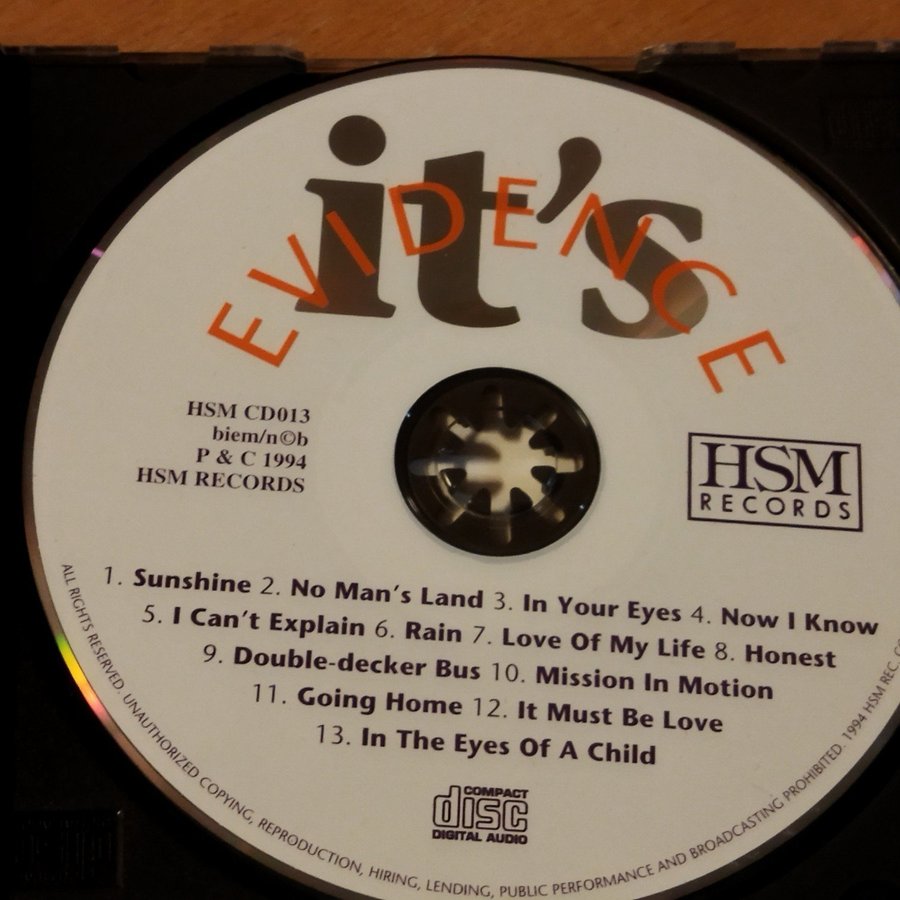 it's
EVIDENCE
HSM CD013
biem/n©b
P & C 1994
HSM RECORDS
HSM
RECORDS
1. Sunshine 2. No Man's Land 3. In Your Eyes 4. Now I Know
5. I Can't Explain 6. Rain 7. Love Of My Life 8. Honest
9. Double-decker Bus 10. Mission In Motion
11. Going Home 12. It Must Be Love
13. In The Eyes Of A Child
COMPACT
disc
DIGITAL AUDIO
ALL RIGHTS RESERVED. UNAUTHORIZED COPYING, REPRODUCTION, HIRING, LENDING, PUBLIC PERFORMANCE AND BROADCASTING PROHIBITED. 1994 HSM REC.